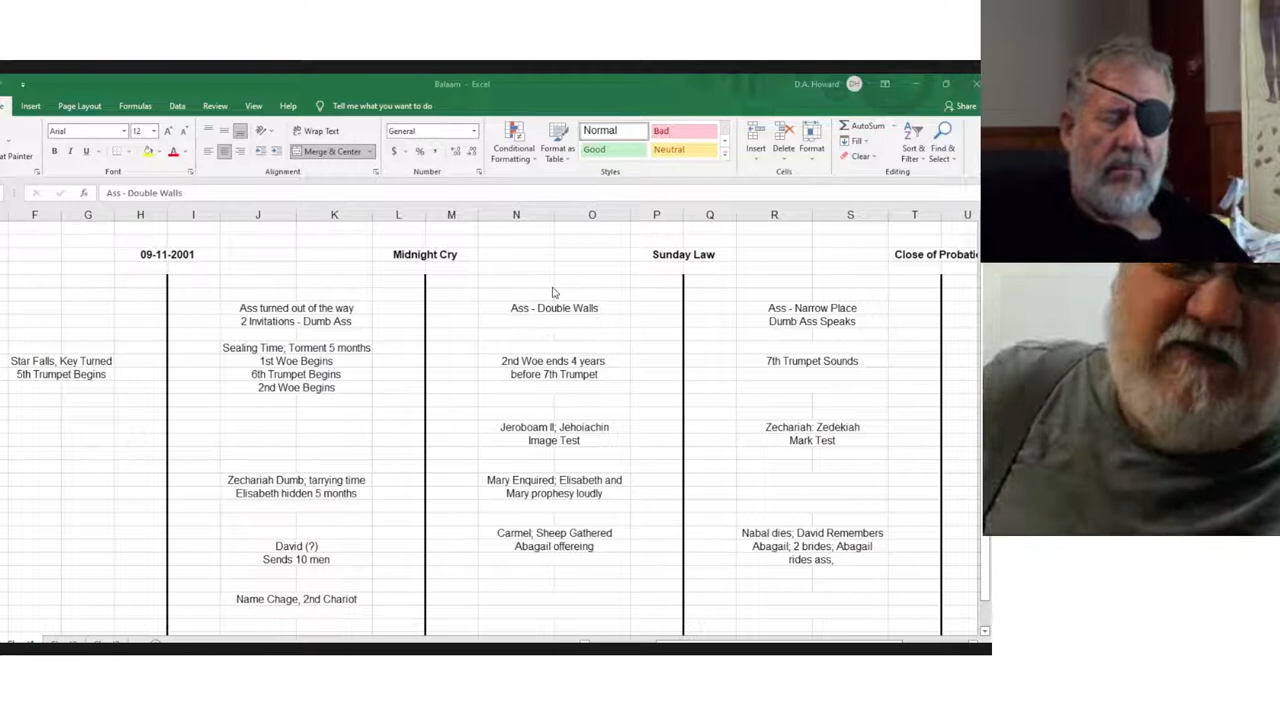 Balaam - Excel
D.A. Howard DH
Insert Page Layout Formulas Data Review View Help Tell me what you want to do Share
Arial 12 A A Wrap Text General Normal Bad AutoSum
Fill
at Painter B I U A Merge & Center $ % Conditional Format as Good Neutral Insert Delete Format Clear Sort & Find &
Formatting Table Filter Select
Font Alignment Number Styles Cells Editing
fx Ass - Double Walls
F G H I J K L M N O P Q R S T U
09-11-2001 Midnight Cry Sunday Law Close of Probati
Ass turned out of the way Ass - Double Walls Ass - Narrow Place
2 Invitations - Dumb Ass Dumb Ass Speaks
Sealing Time; Torment 5 months
Star Falls, Key Turned 1st Woe Begins 2nd Woe ends 4 years 7th Trumpet Sounds
5th Trumpet Begins 6th Trumpet Begins before 7th Trumpet
2nd Woe Begins
Jeroboam II; Jehoiachin Zechariah: Zedekiah
Image Test Mark Test
Zechariah Dumb; tarrying time Mary Enquired; Elisabeth and
Elisabeth hidden 5 months Mary prophesy loudly
Carmel; Sheep Gathered Nabal dies; David Remembers
David (?) Abagail offereing Abagail; 2 brides; Abagail
Sends 10 men rides ass,
Name Chage, 2nd Chariot